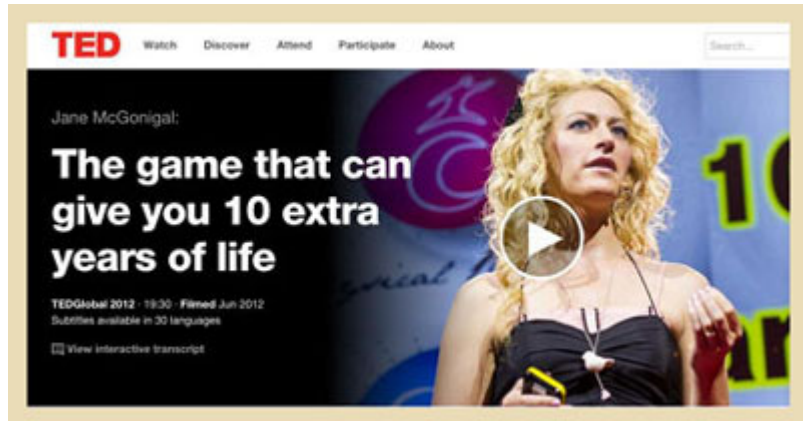 TED Watch Discover Attend Participate About Search...
Jane McGonigal:
The game that can
give you 10 extra
years of life
TEDGlobal 2012 · 19:30 · Filmed Jun 2012
Subtitles available in 30 languages
View interactive transcript